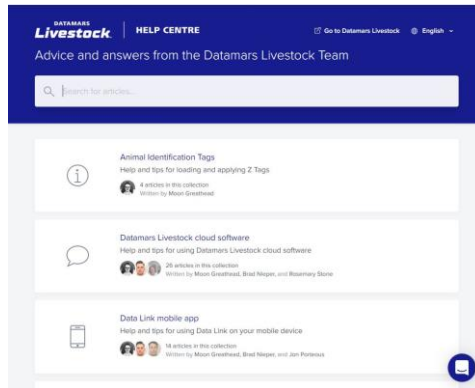 DATAMARS
Livestock
HELP CENTRE
Go to Datamars Livestock
English
Advice and answers from the Datamars Livestock Team
Search for articles...
Animal Identification Tags
Help and tips for loading and applying Z Tags
4 articles in this collection
Written by Moon Greathead
Datamars Livestock cloud software
Help and tips for using Datamars Livestock cloud software
26 articles in this collection
Written by Moon Greathead, Brad Nieper, and Rosemary Stone
Data Link mobile app
Help and tips for using Data Link on your mobile device
14 articles in this collection
Written by Moon Greathead, Brad Nieper, and Jon Porteous